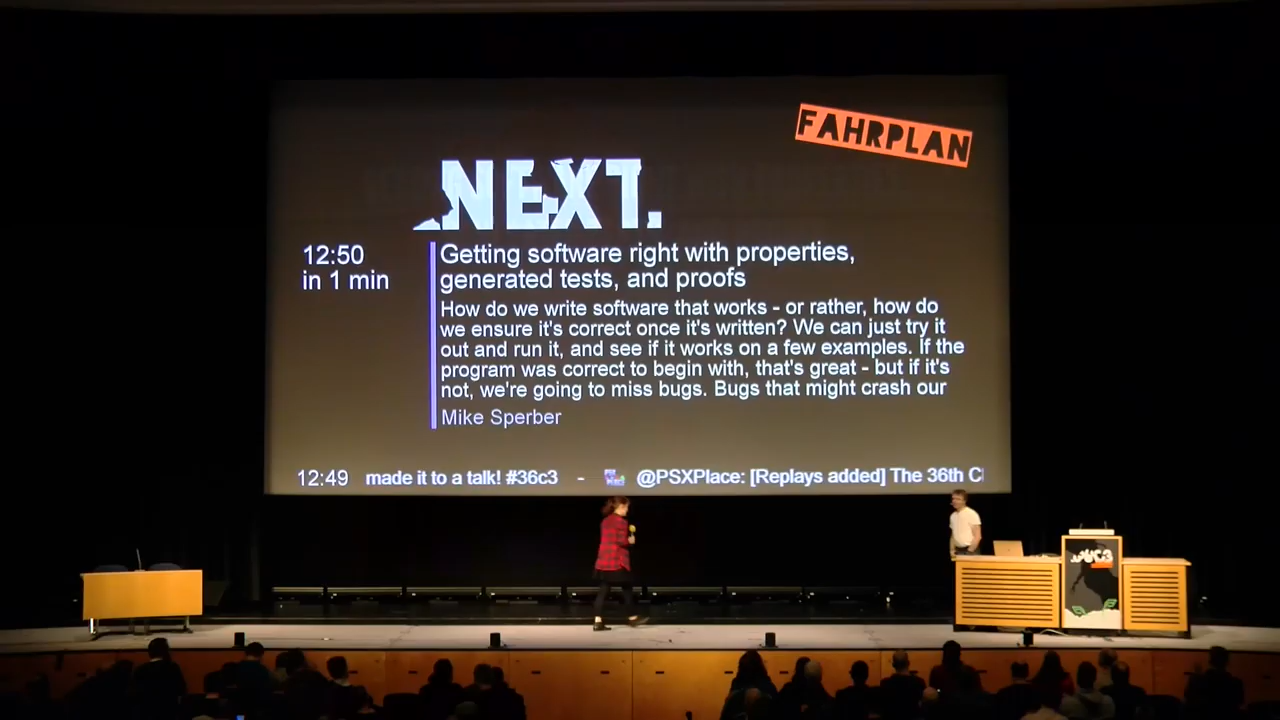 FAHRPLAN
NEXT.
12:50
in 1 min
Getting software right with properties,
generated tests, and proofs
How do we write software that works - or rather, how do
we ensure it's correct once it's written? We can just try it
out and run it, and see if it works on a few examples. If the
program was correct to begin with, that's great - but if it's
not, we're going to miss bugs. Bugs that might crash our
Mike Sperber
12:49 made it to a talk! #36c3 - @PSXPlace: [Replays added] The 36th C